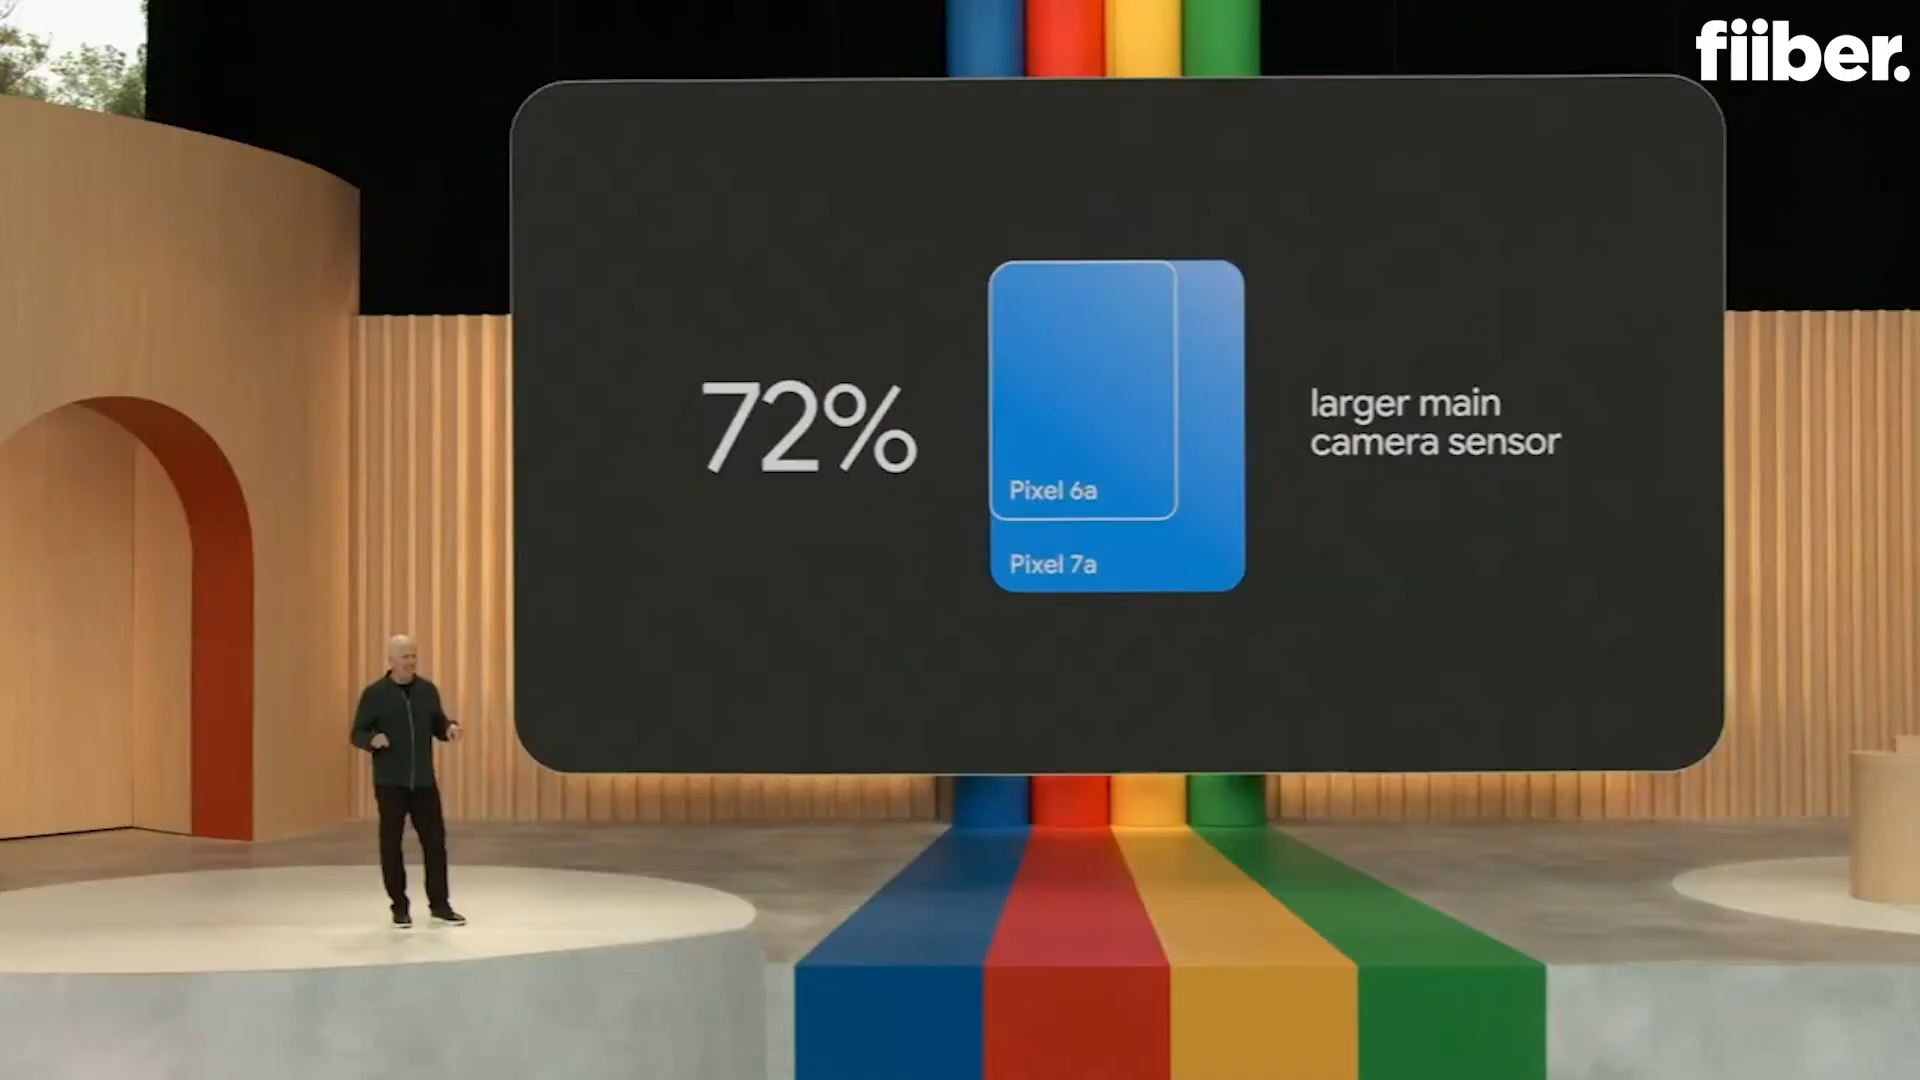 fiiber.
72%
larger main
camera sensor
Pixel 6a
Pixel 7a